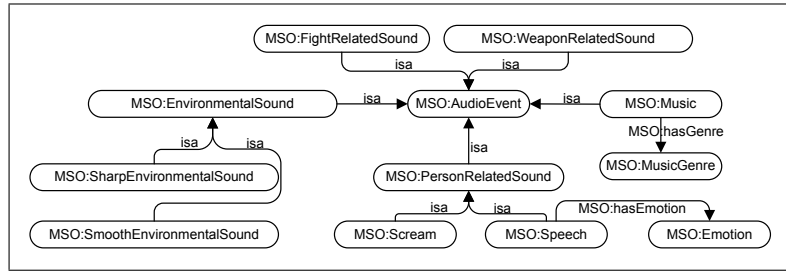 MSO:FightRelatedSound
MSO:WeaponRelatedSound
isa
isa
MSO:EnvironmentalSound
isa
MSO:AudioEvent
isa
MSO:Music
isa
isa
MSO:hasGenre
isa
MSO:MusicGenre
MSO:SharpEnvironmentalSound
MSO:PersonRelatedSound
isa
isa
MSO:hasEmotion
MSO:SmoothEnvironmentalSound
MSO:Scream
MSO:Speech
MSO:Emotion